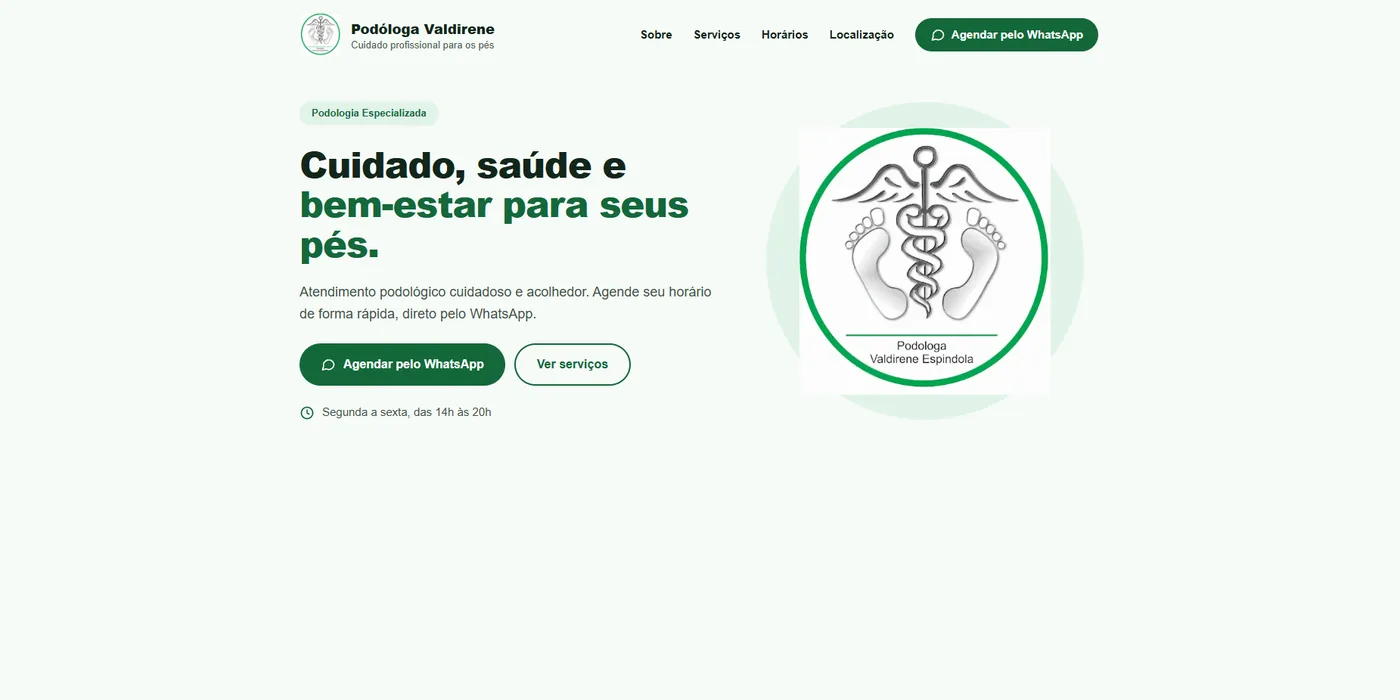 Podóloga Valdirene
Cuidado profissional para os pés
Sobre
Serviços
Horários
Localização
Agendar pelo WhatsApp
Podologia Especializada
Cuidado, saúde e
bem-estar para seus
pés.
Atendimento podológico cuidadoso e acolhedor. Agende seu horário
de forma rápida, direto pelo WhatsApp.
Agendar pelo WhatsApp
Ver serviços
Segunda a sexta, das 14h às 20h
Podologa
Valdirene Espindola